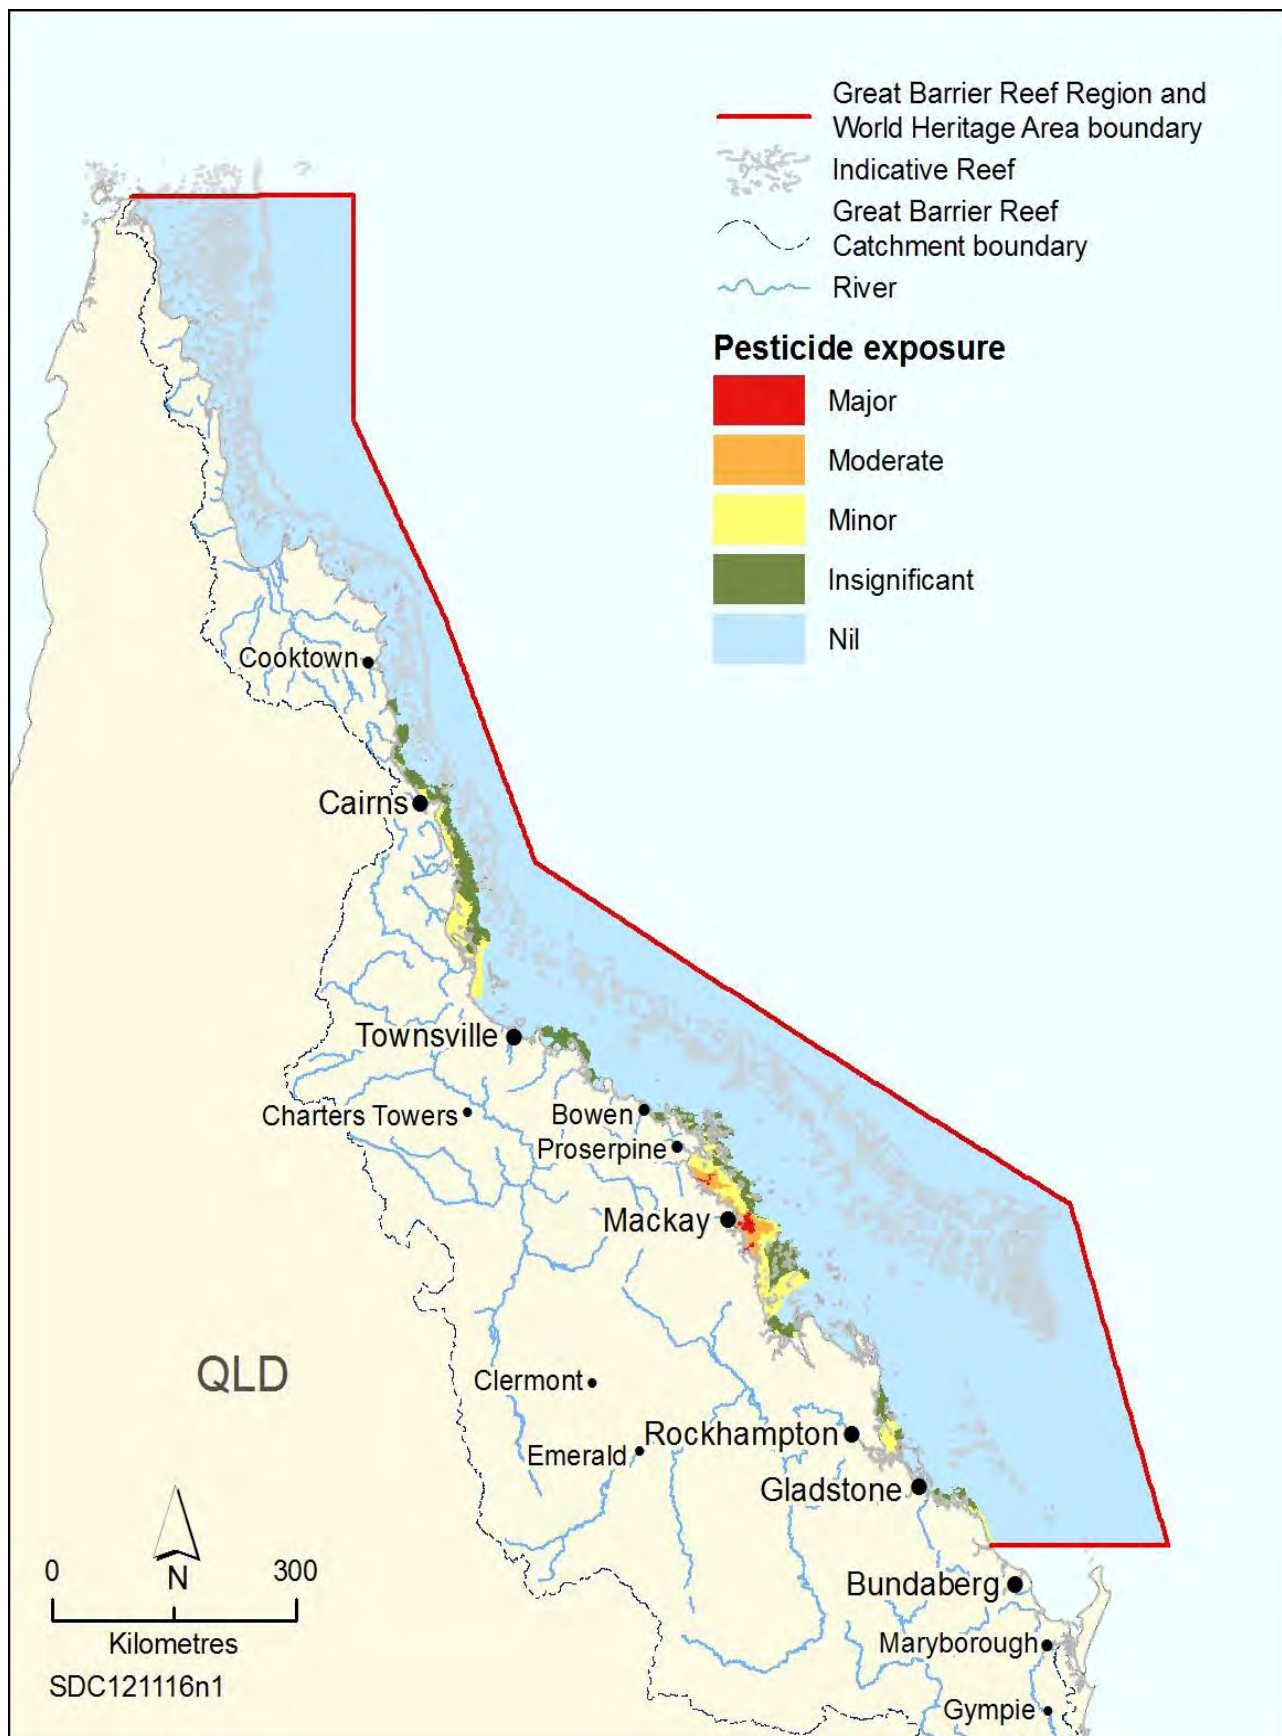 Great Barrier Reef Region and
World Heritage Area boundary
Indicative Reef
Great Barrier Reef
Catchment boundary
River
Pesticide exposure
Major
Moderate
Minor
Insignificant
Nil
Cooktown
Cairns
Townsville
Charters Towers
Bowen
Proserpine
Mackay
QLD
Clermont
Rockhampton
Emerald
Gladstone
Bundaberg
Maryborough
Gympie
N
0 300
Kilometres
SDC121116n1